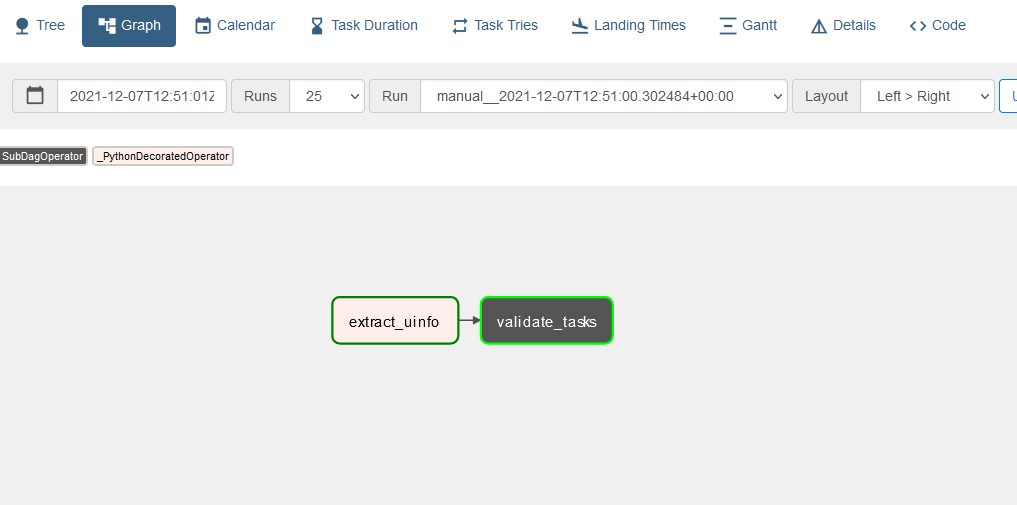 Tree Graph Calendar Task Duration Task Tries Landing Times Gantt Details Code
2021-12-07T12:51:01Z Runs 25 Run manual__2021-12-07T12:51:00.302484+00:00 Layout Left > Right
SubDagOperator _PythonDecoratedOperator
extract_uinfo validate_tasks